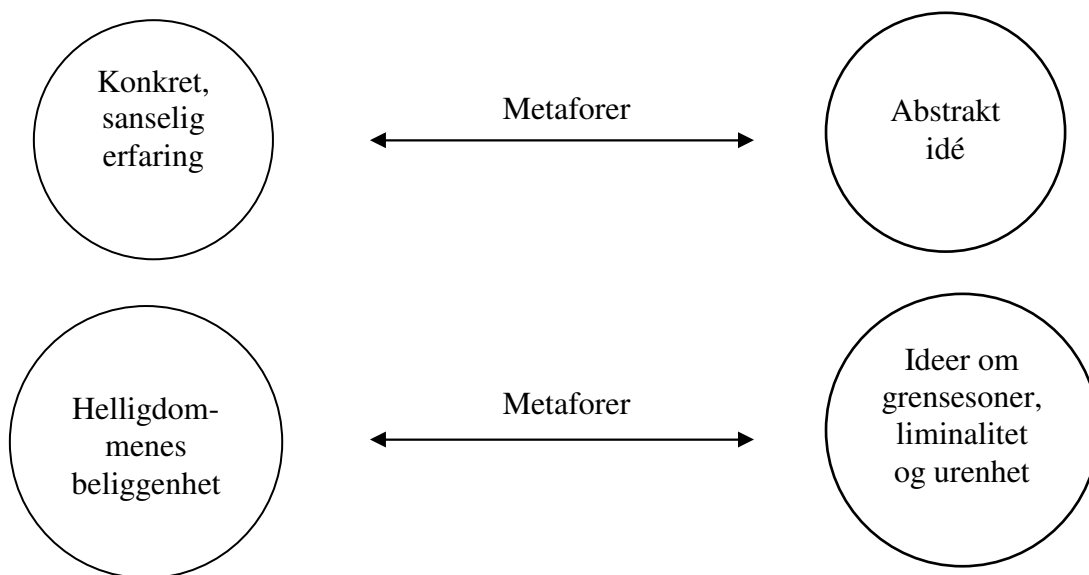 Konkret,
sanselig
erfaring
Metaforer
Abstrakt
idé
Helligdom-
menes
beliggenhet
Metaforer
Ideer om
grensesoner,
liminalitet
og urenhet